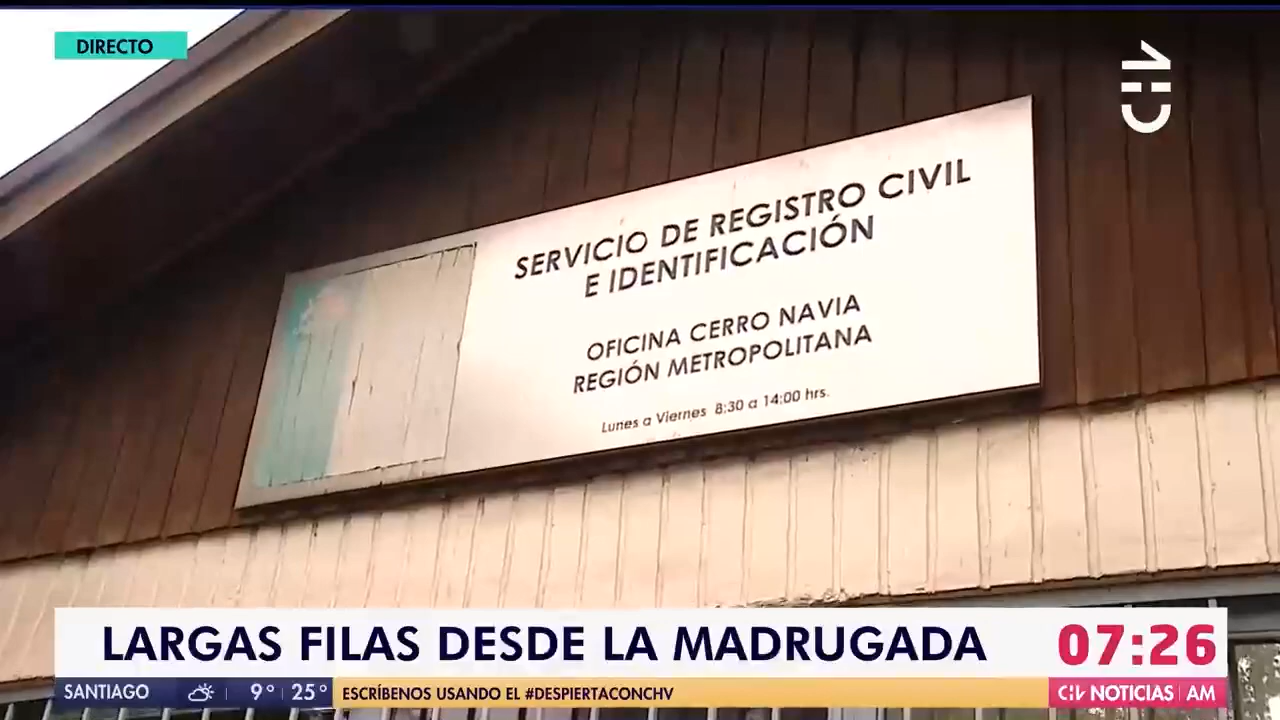 DIRECTO
CHV
SERVICIO DE REGISTRO CIVIL
E IDENTIFICACIÓN
OFICINA CERRO NAVIA
REGIÓN METROPOLITANA
Lunes a Viernes 8:30 a 14:00 hrs.
LARGAS FILAS DESDE LA MADRUGADA
07:26
SANTIAGO 9° 25° ESCRÍBENOS USANDO EL #DESPIERTACONCHV
CHV NOTICIAS AM